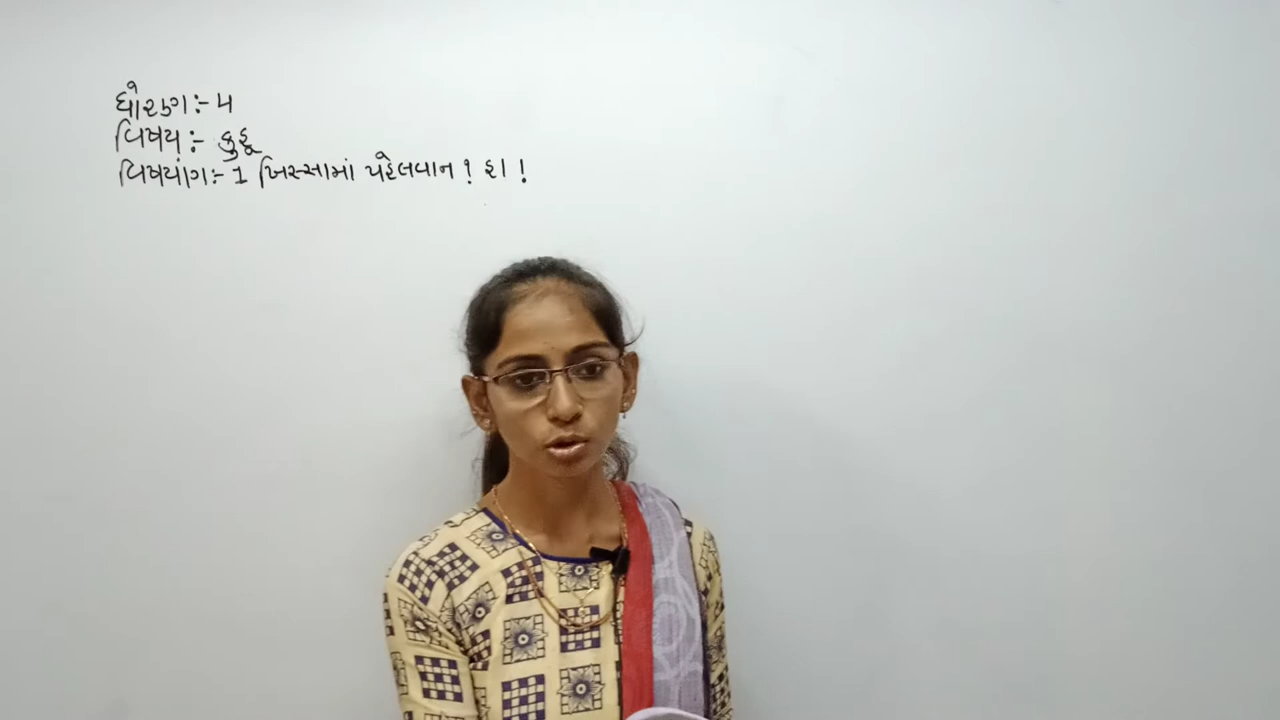 ધોરણ :- ૫
વિષય :- કુહૂ
વિષયાંગ :- 1 ખિસ્સામાં પહેલવાન ! હા !